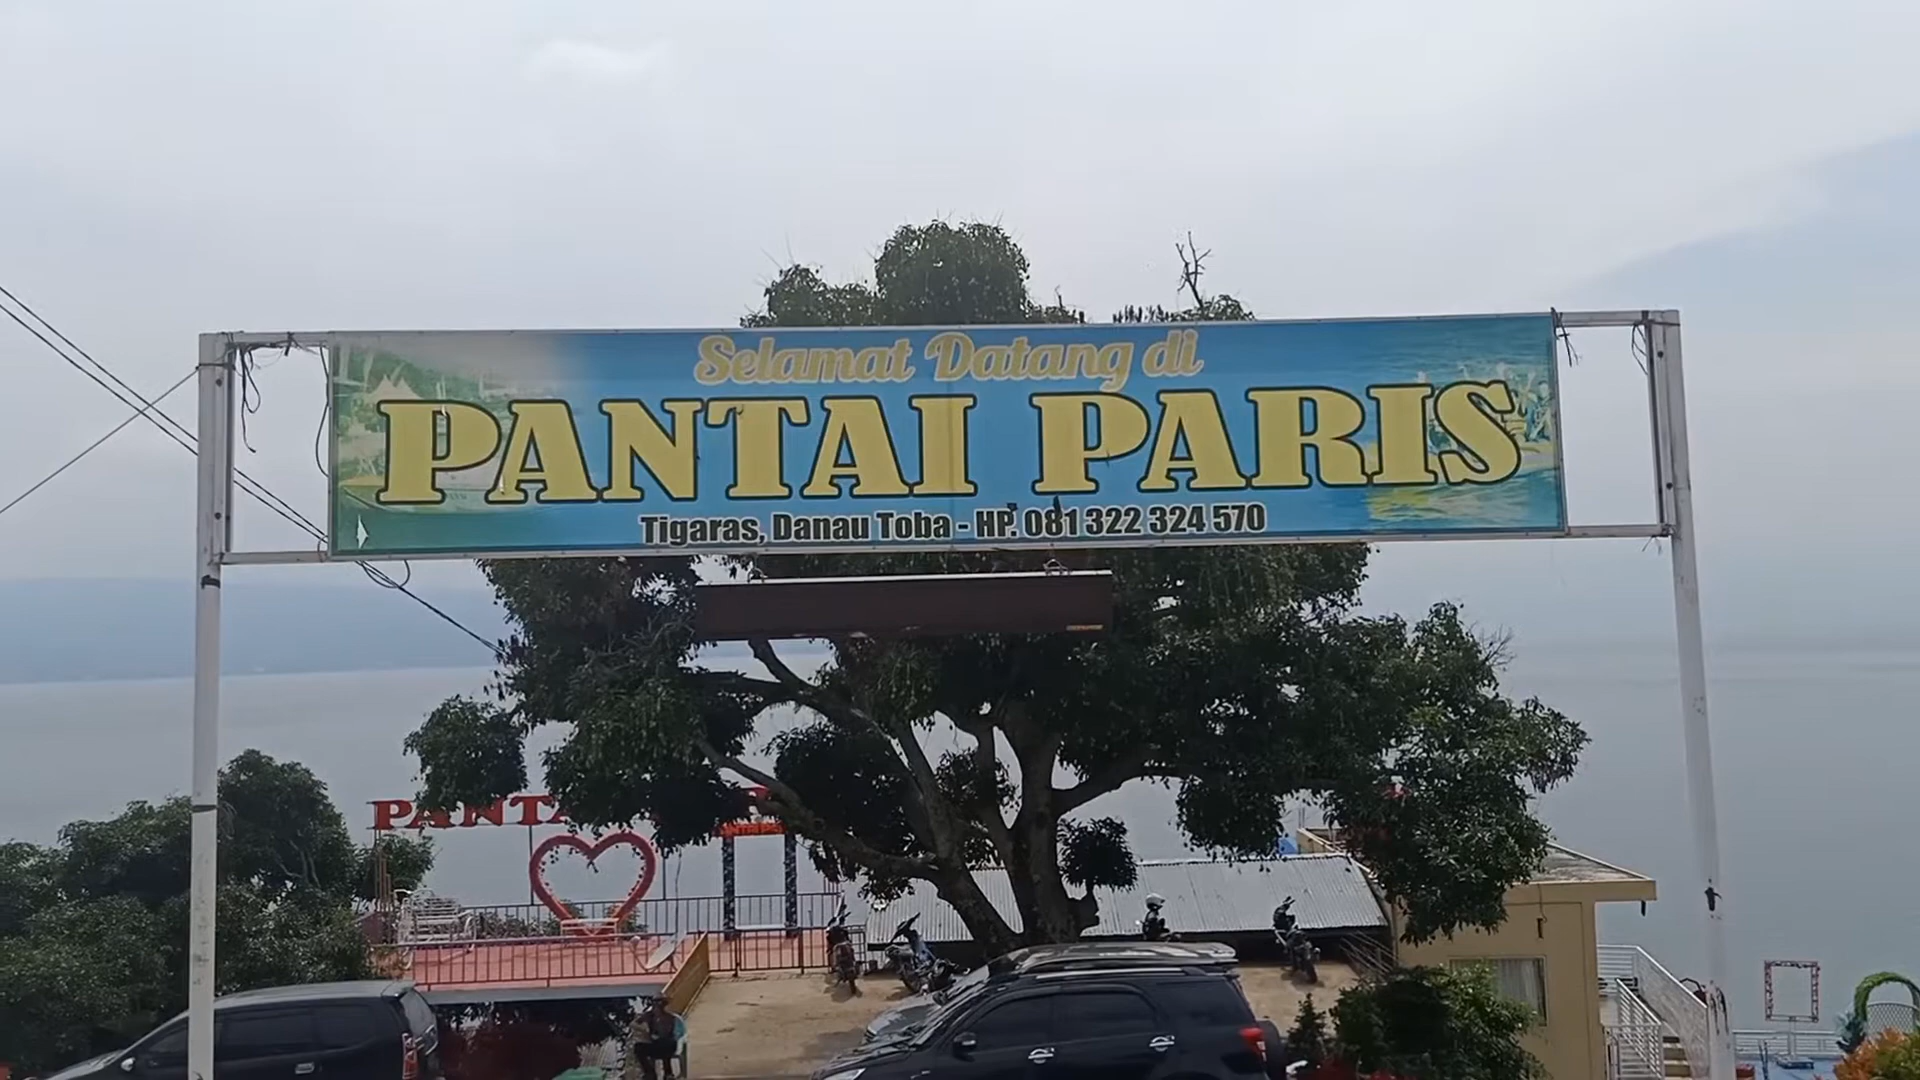 Selamat Datang di
PANTAI PARIS
Tigaras, Danau Toba - HP. 081 322 324 570